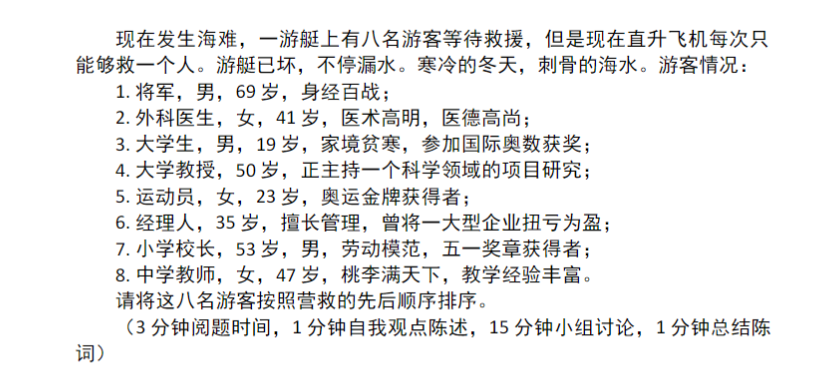 现在发生海难，一游艇上有八名游客等待救援，但是现在直升飞机每次只
能够救一个人。游艇已坏，不停漏水。寒冷的冬天，刺骨的海水。游客情况：
1. 将军，男，69 岁，身经百战；
2. 外科医生，女，41 岁，医术高明，医德高尚；
3. 大学生，男，19 岁，家境贫寒，参加国际奥数获奖；
4. 大学教授，50 岁，正主持一个科学领域的项目研究；
5. 运动员，女，23 岁，奥运金牌获得者；
6. 经理人，35 岁，擅长管理，曾将一大型企业扭亏为盈；
7. 小学校长，53 岁，男，劳动模范，五一奖章获得者；
8. 中学教师，女，47 岁，桃李满天下，教学经验丰富。
请将这八名游客按照营救的先后顺序排序。
（3 分钟阅题时间，1 分钟自我观点陈述，15 分钟小组讨论，1 分钟总结陈
词）